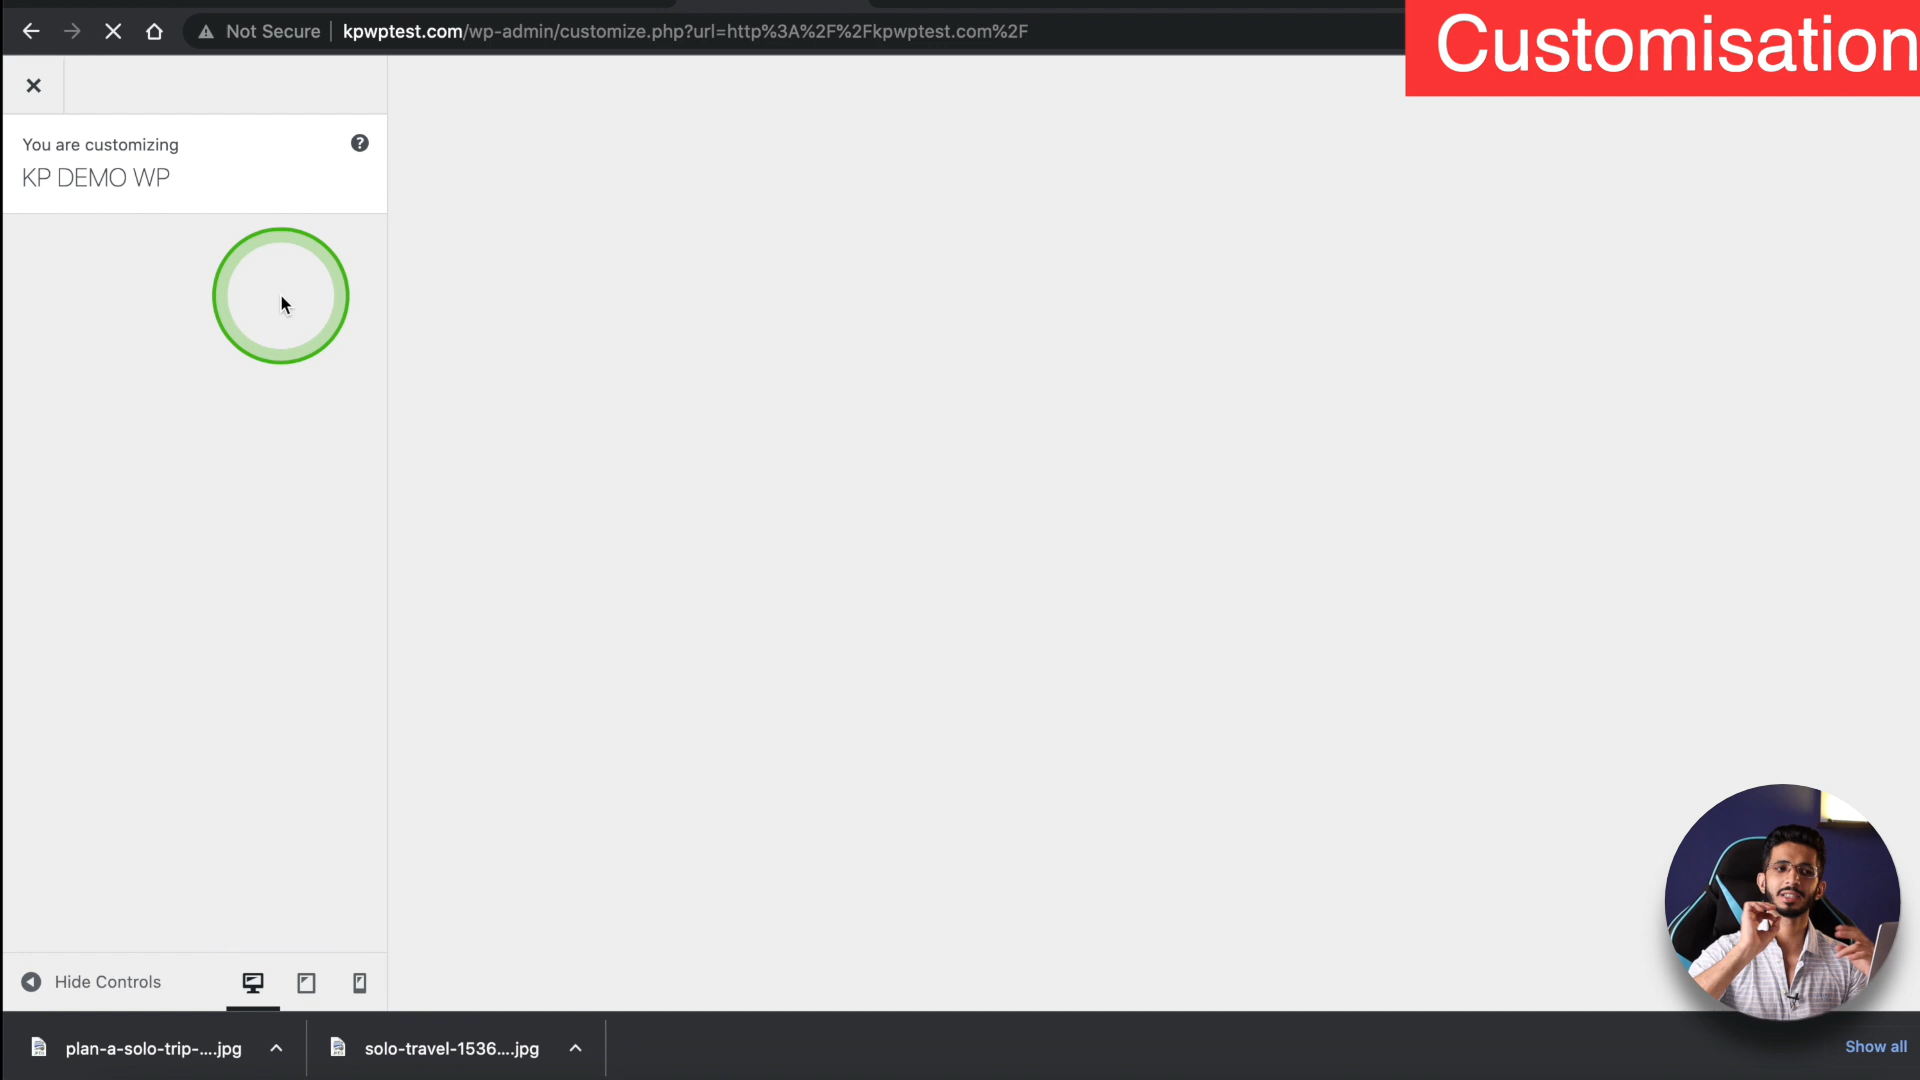 Not Secure
kpwptest.com/wp-admin/customize.php?url=http%3A%2F%2Fkpwptest.com%2F
Customisation
You are customizing
KP DEMO WP
Hide Controls
plan-a-solo-trip-....jpg
solo-travel-1536....jpg
Show all